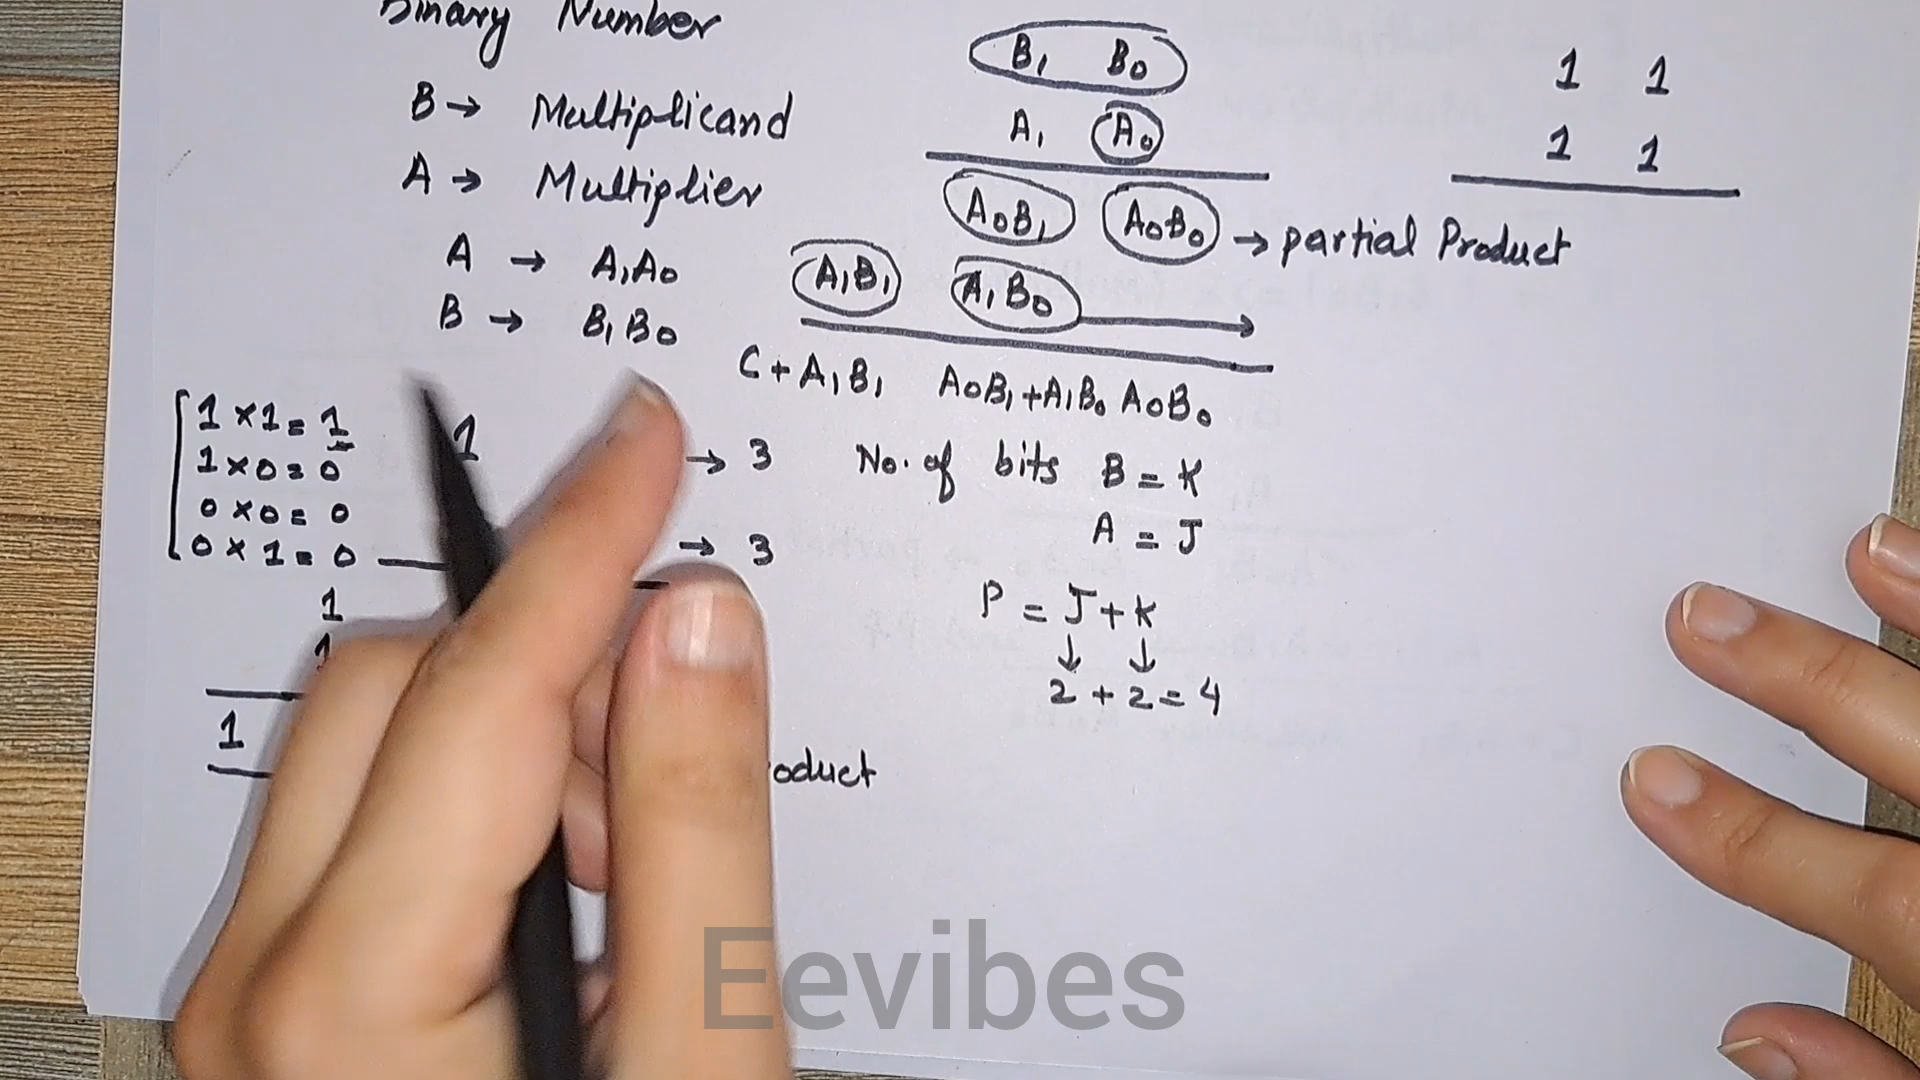 Binary Number
B → Multiplicand
A → Multiplier
A → A₁A₀
B → B₁B₀
B₁ B₀
A₁ A₀
A₀B₁ A₀B₀ → partial Product
A₁B₁ A₁B₀
C+A₁B₁ A₀B₁+A₁B₀ A₀B₀
1 1
1 1
1×1=1
1×0=0
0×0=0
0×1=0
1 → 3
→ 3
1
1
1
oduct
No. of bits B = K
A = J
P = J+K
↓ ↓
2+2=4
Eevibes